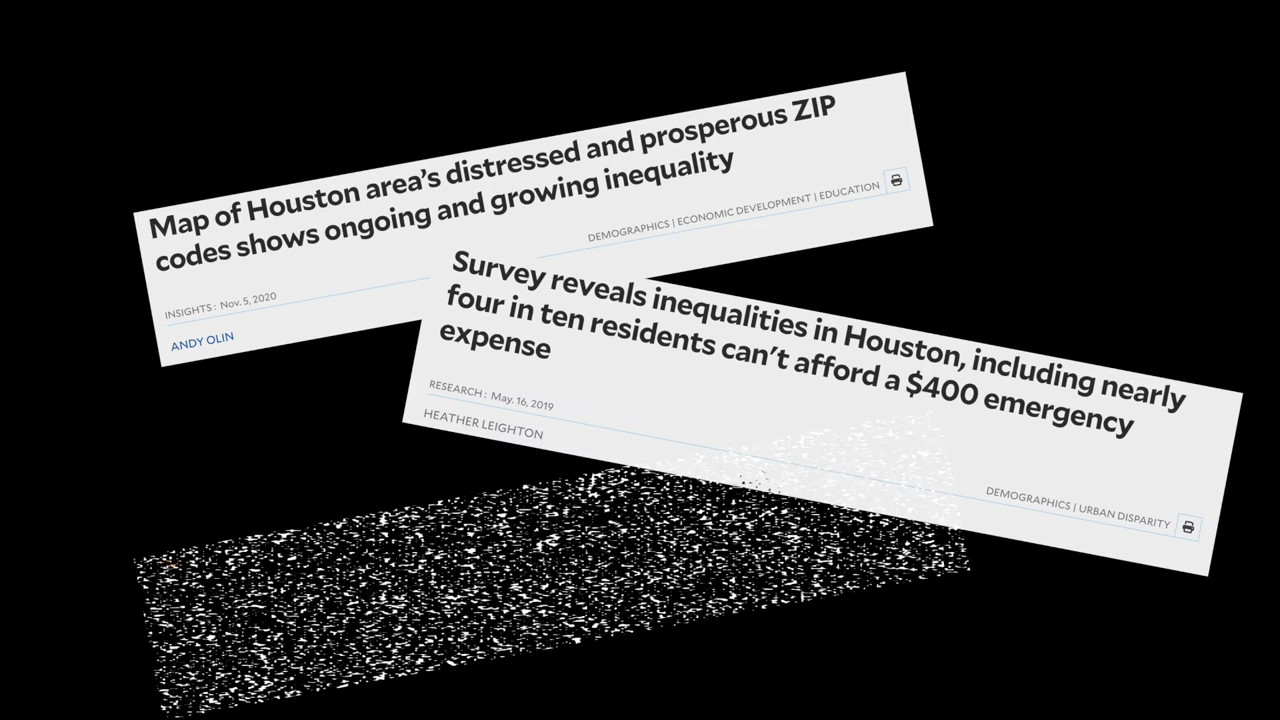 Map of Houston area's distressed and prosperous ZIP
codes shows ongoing and growing inequality
DEMOGRAPHICS | ECONOMIC DEVELOPMENT | EDUCATION
INSIGHTS : Nov. 5, 2020
ANDY OLIN
Survey reveals inequalities in Houston, including nearly
four in ten residents can't afford a $400 emergency
expense
RESEARCH : May. 16, 2019
HEATHER LEIGHTON
DEMOGRAPHICS | URBAN DISPARITY